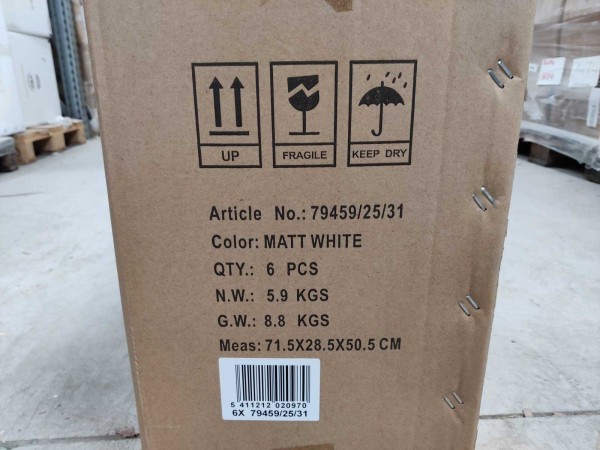 UP
FRAGILE
KEEP DRY
Article No.: 79459/25/31
Color: MATT WHITE
QTY.: 6 PCS
N.W.: 5.9 KGS
G.W.: 8.8 KGS
Meas: 71.5X28.5X50.5 CM
5 411212 020970
6X 79459/25/31